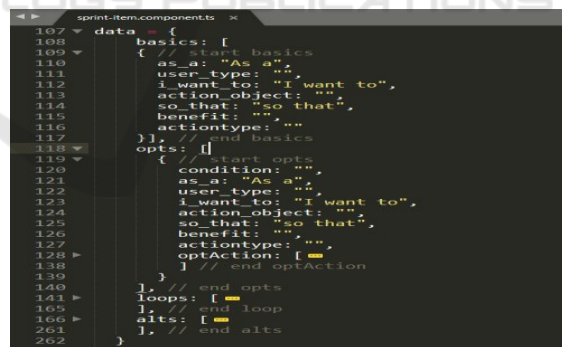 sprint-item.component.ts ×
107 data = {
108 basics: [
109 { // start basics
110 as_a: "As a",
111 user_type: "",
112 i_want_to: "I want to",
113 action_object: "",
114 so_that: "so that",
115 benefit: "",
116 actiontype: ""
117 }], // end basics
118 opts: [
119 { // start opts
120 condition: "",
121 as_a: "As a",
122 user_type: "",
123 i_want_to: "I want to",
124 action_object: "",
125 so_that: "so that",
126 benefit: "",
127 actiontype: "",
128 optAction: [
138 ] // end optAction
139 }
140 ], // end opts
141 loops: [
165 ], // end loop
166 alts: [
261 ], // end alts
262 }